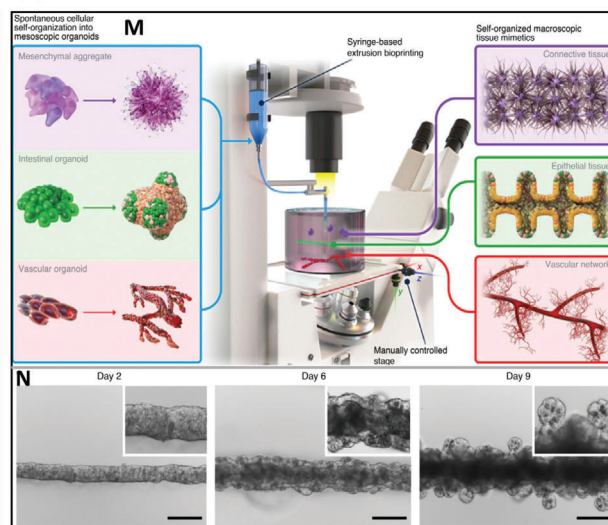 Spontaneous cellular
self-organization into
mesoscopic organoids
M
Mesenchymal aggregate
Intestinal organoid
Vascular organoid
Syringe-based
extrusion bioprinting
x
z
y
Manually controlled
stage
Self-organized macroscopic
tissue mimetics
Connective tissue
Epithelial tissue
Vascular network
N
Day 2
Day 6
Day 9